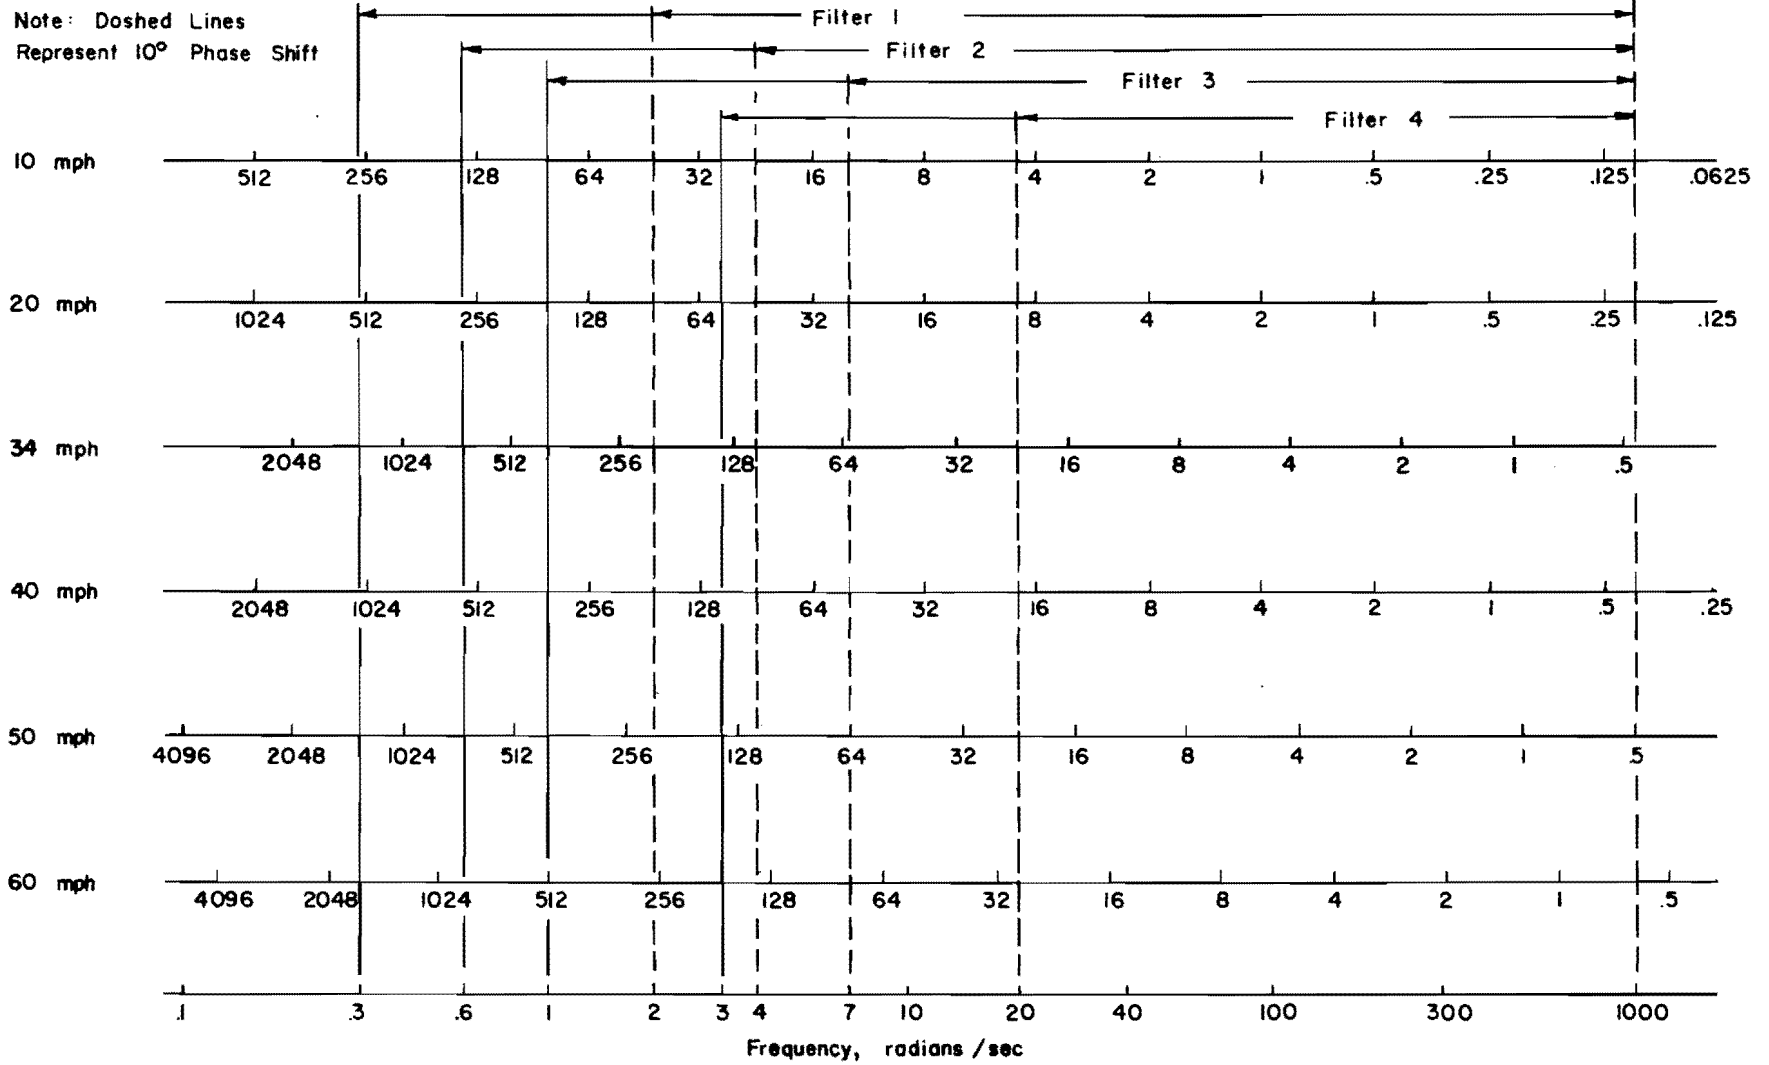 Note: Doshed Lines
Represent 10° Phase Shift
Filter 1
Filter 2
Filter 3
Filter 4
10 mph
512 256 128 64 32 16 8 4 2 1 .5 .25 .125 .0625
20 mph
1024 512 256 128 64 32 16 8 4 2 1 .5 .25 .125
34 mph
2048 1024 512 256 128 64 32 16 8 4 2 1 .5
40 mph
2048 1024 512 256 128 64 32 16 8 4 2 1 .5 .25
50 mph
4096 2048 1024 512 256 128 64 32 16 8 4 2 1 .5
60 mph
4096 2048 1024 512 256 128 64 32 16 8 4 2 1 .5
.1 .3 .6 1 2 3 4 7 10 20 40 100 300 1000
Frequency, radians/sec